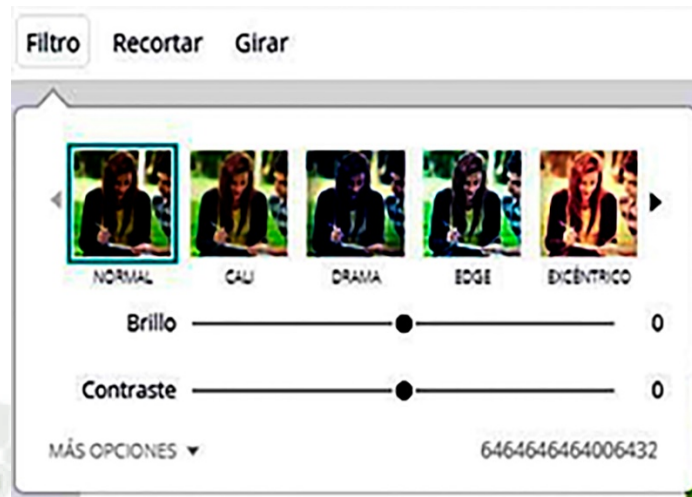 Filtro Recortar Girar
NORMAL CALI DRAMA EDGE EXCÉNTRICO
Brillo 0
Contraste 0
MÁS OPCIONES 6464646464006432